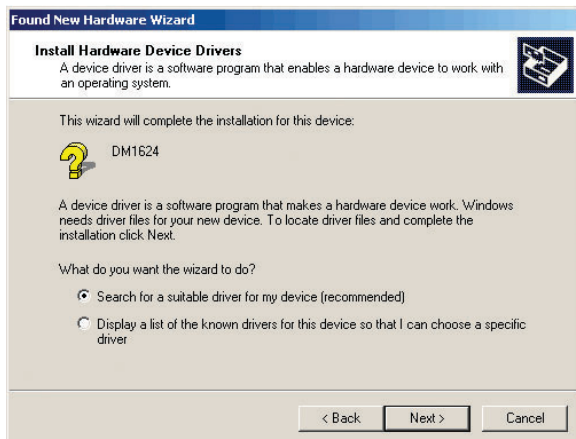 Found New Hardware Wizard
Install Hardware Device Drivers
A device driver is a software program that enables a hardware device to work with
an operating system.
This wizard will complete the installation for this device:
DM1624
A device driver is a software program that makes a hardware device work. Windows
needs driver files for your new device. To locate driver files and complete the
installation click Next.
What do you want the wizard to do?
Search for a suitable driver for my device (recommended)
Display a list of the known drivers for this device so that I can choose a specific
driver
< Back
Next >
Cancel